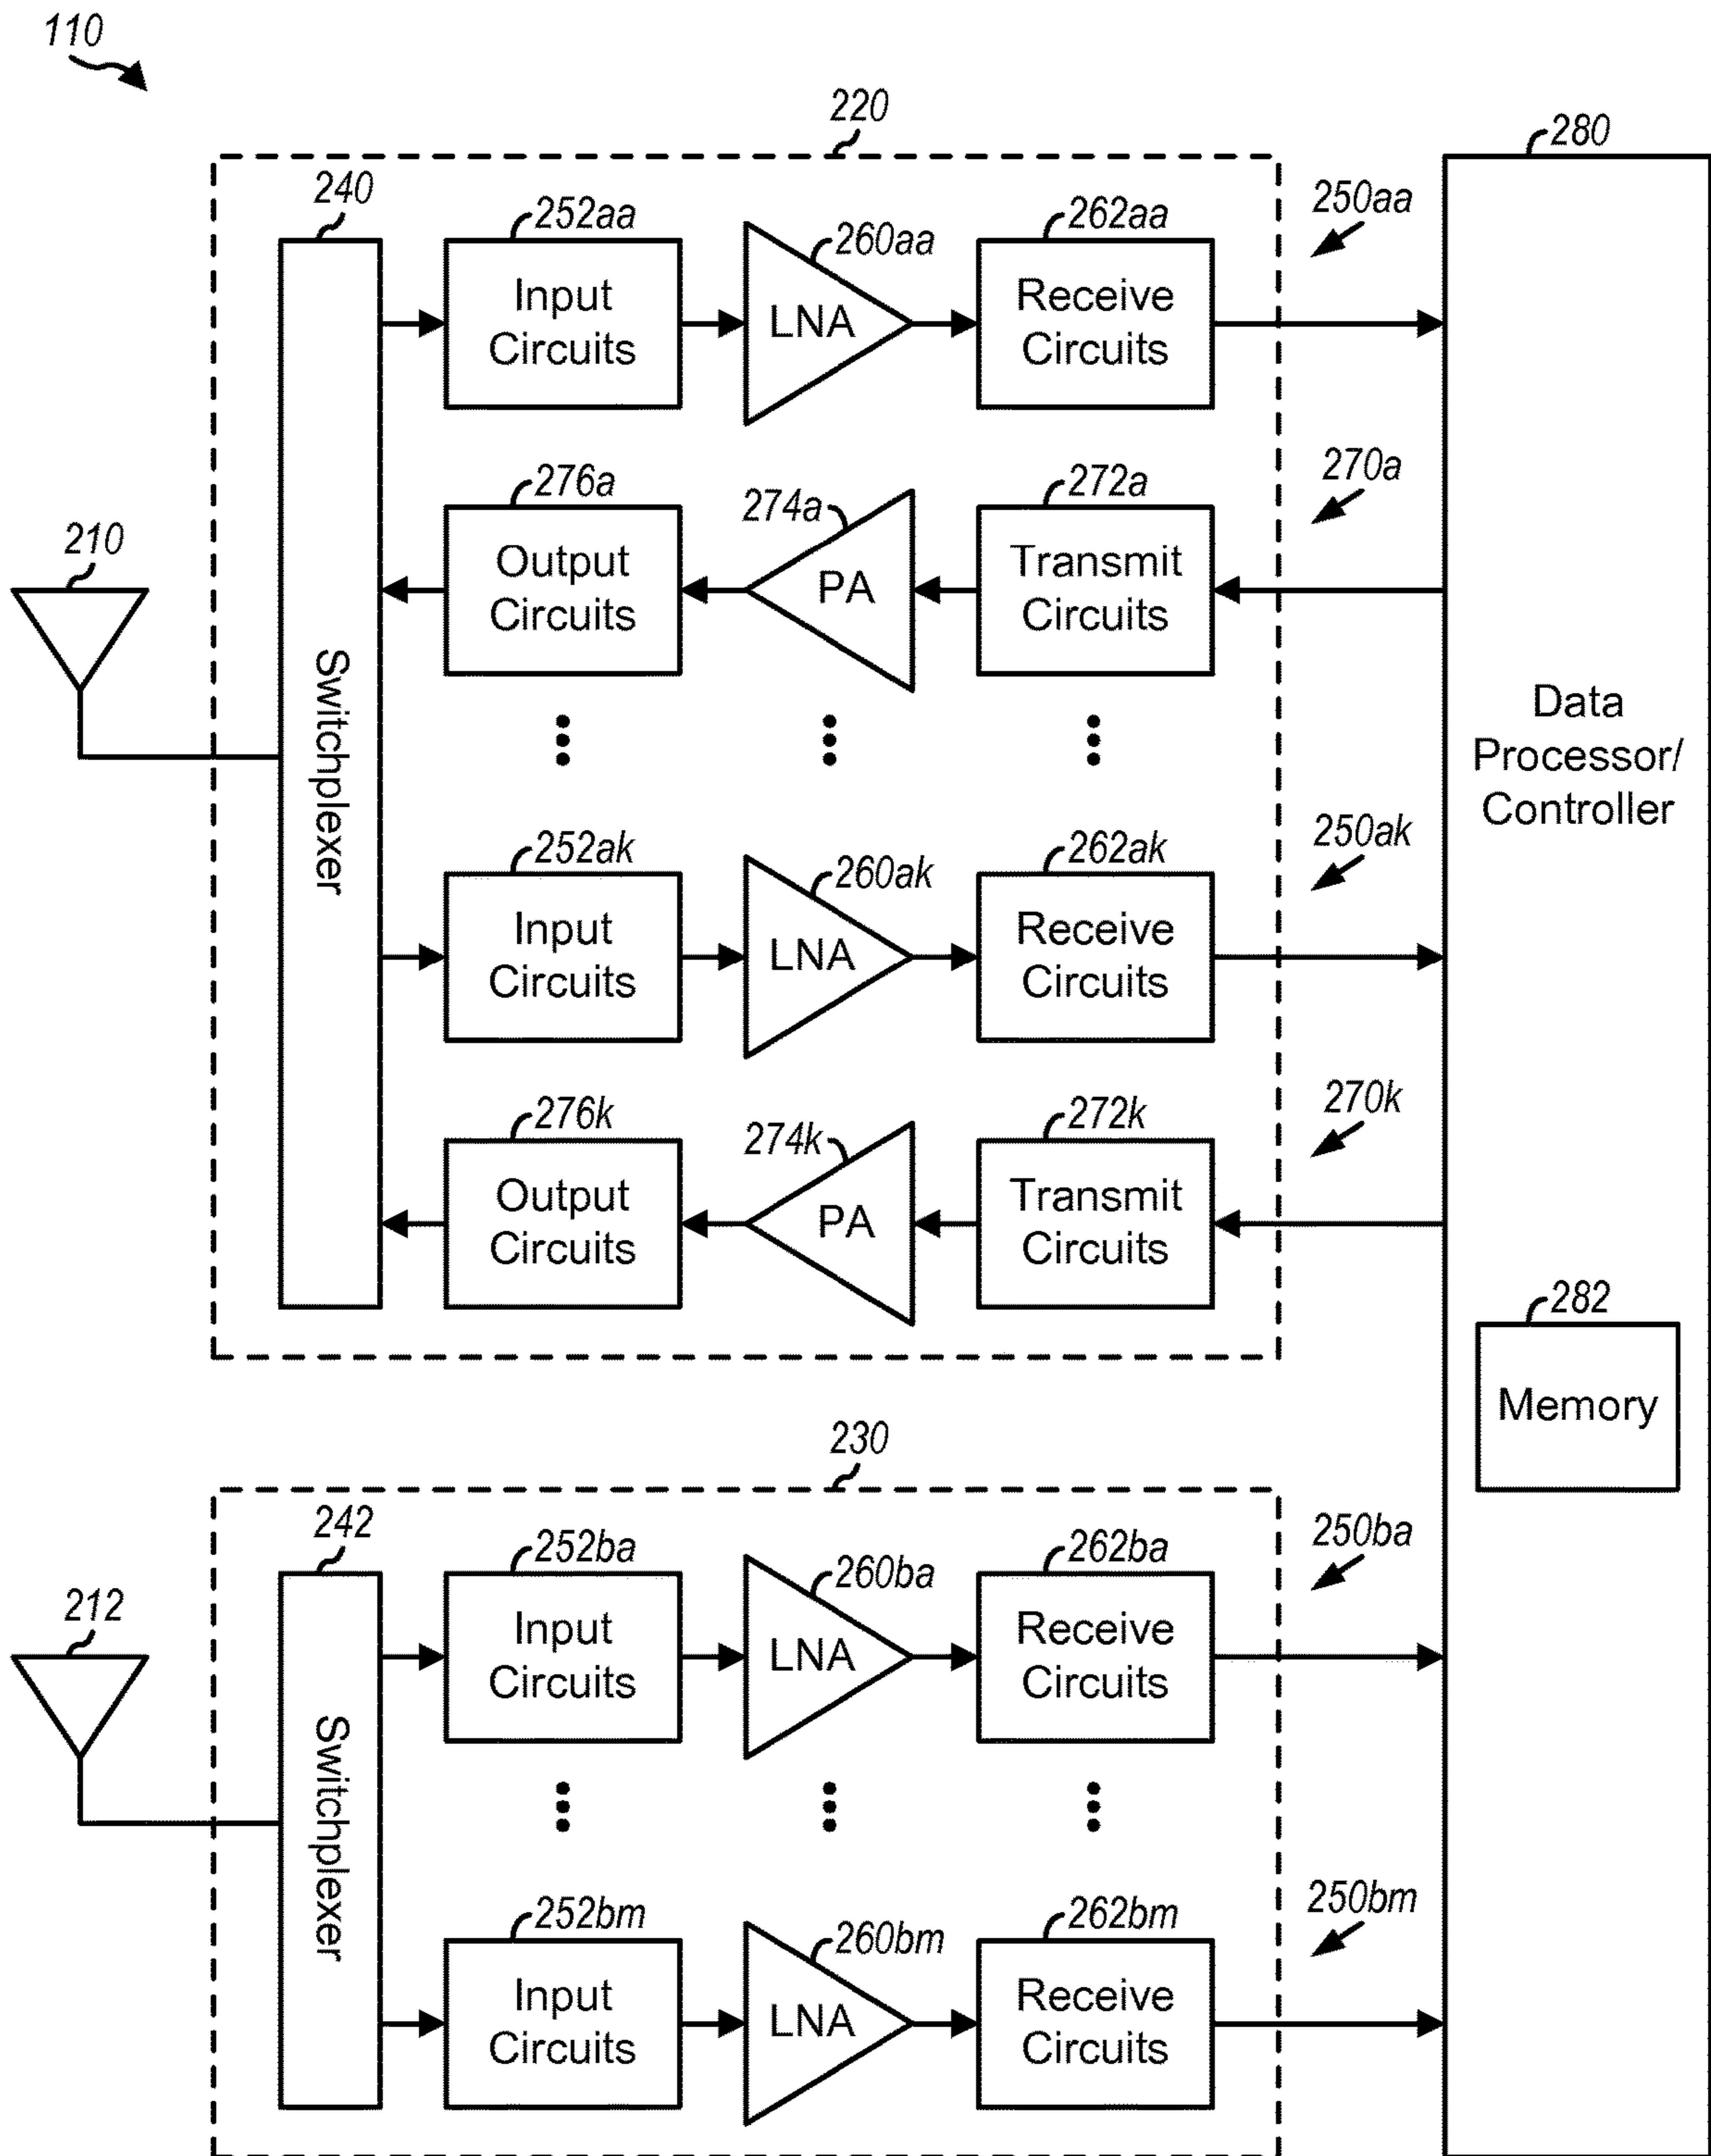 110
220
280
240
252aa
260aa
262aa
250aa
Input
Circuits
LNA
Receive
Circuits
276a
274a
272a
270a
210
Output
Circuits
PA
Transmit
Circuits
Switchplexer
Data
Processor/
Controller
252ak
260ak
262ak
250ak
Input
Circuits
LNA
Receive
Circuits
276k
274k
272k
270k
Output
Circuits
PA
Transmit
Circuits
282
Memory
230
242
252ba
260ba
262ba
250ba
212
Input
Circuits
LNA
Receive
Circuits
Switchplexer
252bm
260bm
262bm
250bm
Input
Circuits
LNA
Receive
Circuits